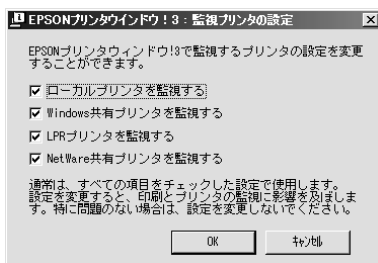 EPSONプリンタウインドウ!3:監視プリンタの設定
EPSONプリンタウィンドウ!3で監視するプリンタの設定を変更
することができます。
ローカルプリンタを監視する
Windows共有プリンタを監視する
LPRプリンタを監視する
NetWare共有プリンタを監視する
通常は、すべての項目をチェックした設定で使用します。
設定を変更すると、印刷とプリンタの監視に影響を及ぼしま
す。特に問題のない場合は、設定を変更しないでください。
OK
キャンセル